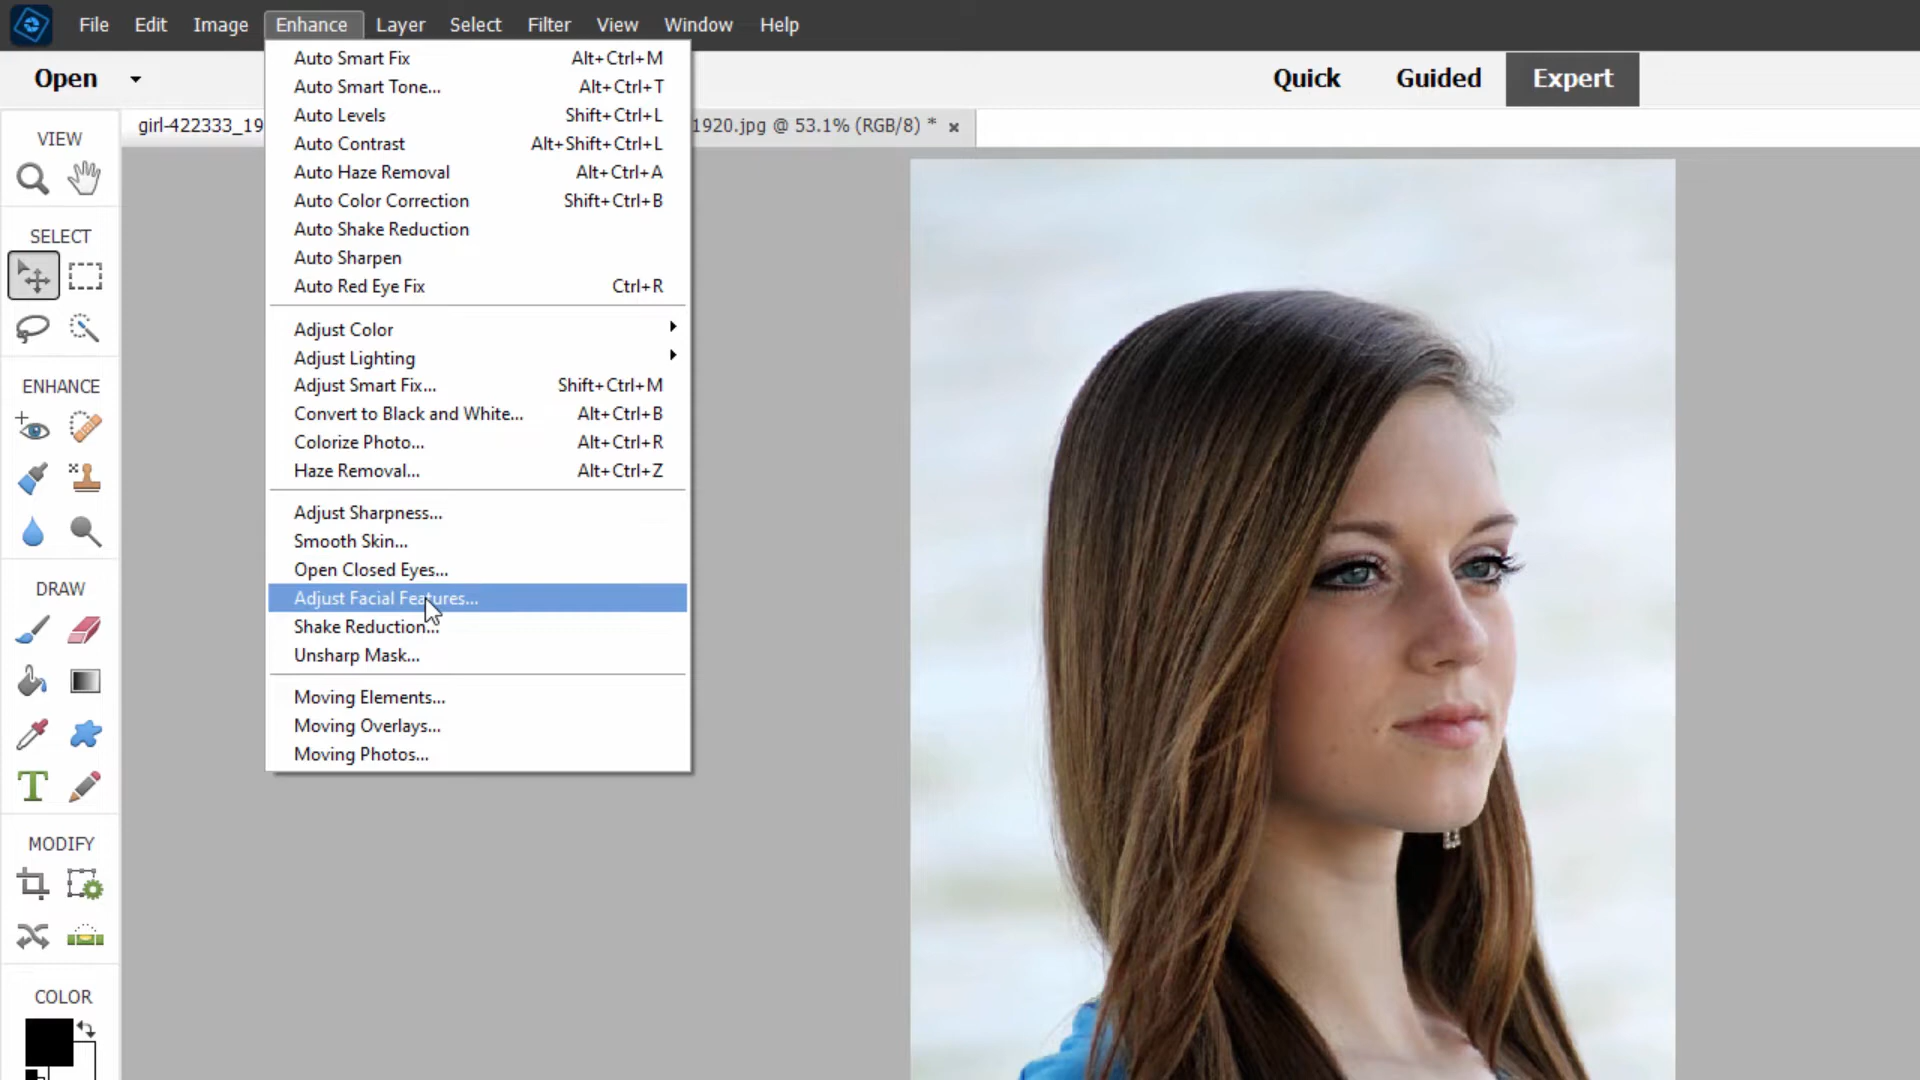 File Edit Image Enhance Layer Select Filter View Window Help
Open Quick Guided Expert
girl-422333_19 1920.jpg @ 53.1% (RGB/8) * ×
Auto Smart Fix Alt+Ctrl+M
Auto Smart Tone... Alt+Ctrl+T
Auto Levels Shift+Ctrl+L
Auto Contrast Alt+Shift+Ctrl+L
Auto Haze Removal Alt+Ctrl+A
Auto Color Correction Shift+Ctrl+B
Auto Shake Reduction
Auto Sharpen
Auto Red Eye Fix Ctrl+R
Adjust Color
Adjust Lighting
Adjust Smart Fix... Shift+Ctrl+M
Convert to Black and White... Alt+Ctrl+B
Colorize Photo... Alt+Ctrl+R
Haze Removal... Alt+Ctrl+Z
Adjust Sharpness...
Smooth Skin...
Open Closed Eyes...
Adjust Facial Features...
Shake Reduction...
Unsharp Mask...
Moving Elements...
Moving Overlays...
Moving Photos...
VIEW
SELECT
ENHANCE
DRAW
T
MODIFY
COLOR